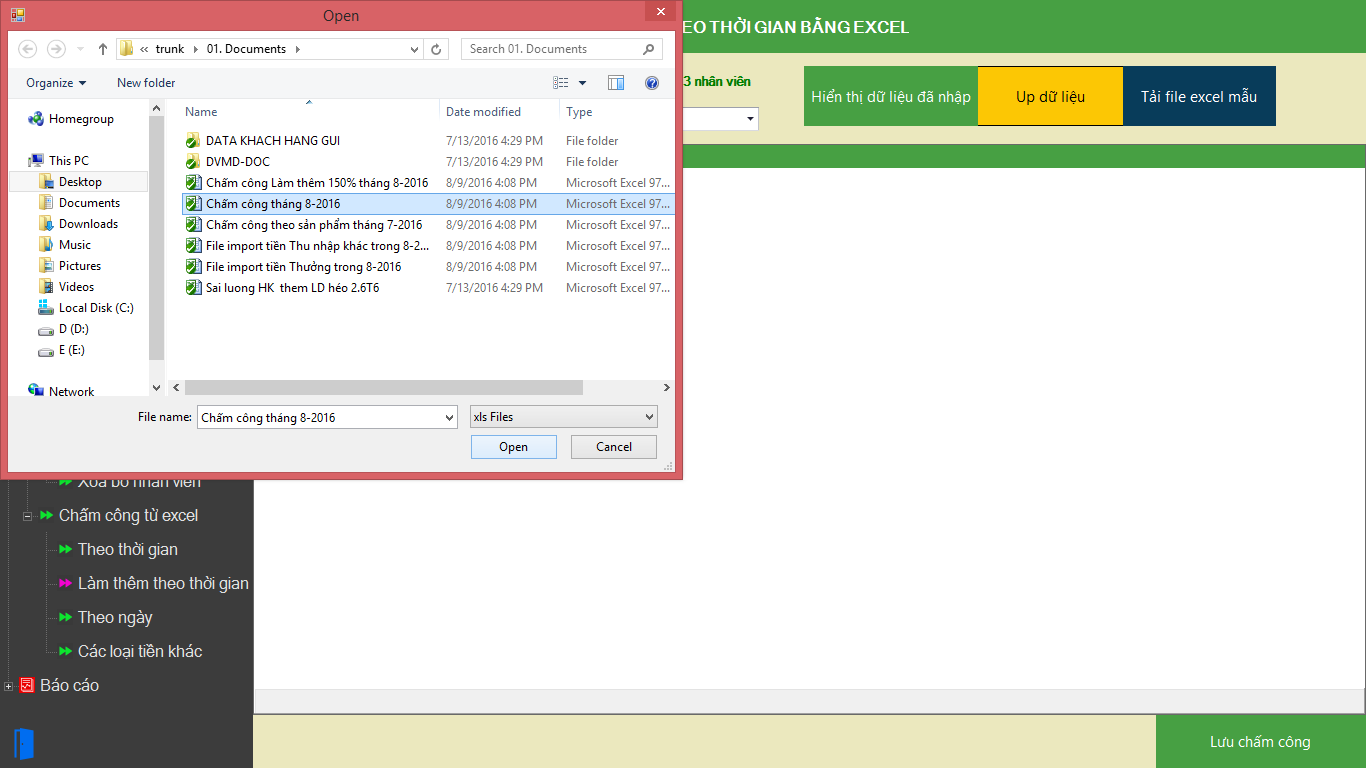 Open
EO THỜI GIAN BẰNG EXCEL
« trunk 01. Documents
Search 01. Documents
Organize
New folder
3 nhân viên
Hiển thị dữ liệu đã nhập
Up dữ liệu
Tải file excel mẫu
Homegroup
This PC
Desktop
Documents
Downloads
Music
Pictures
Videos
Local Disk (C:)
D (D:)
E (E:)
Network
Name Date modified Type
DATA KHACH HANG GUI 7/13/2016 4:29 PM File folder
DVMD-DOC 7/13/2016 4:29 PM File folder
Chấm công Làm thêm 150% tháng 8-2016 8/9/2016 4:08 PM Microsoft Excel 97...
Chấm công tháng 8-2016 8/9/2016 4:08 PM Microsoft Excel 97...
Chấm công theo sản phẩm tháng 7-2016 8/9/2016 4:08 PM Microsoft Excel 97...
File import tiền Thu nhập khác trong 8-2... 8/9/2016 4:08 PM Microsoft Excel 97...
File import tiền Thưởng trong 8-2016 8/9/2016 4:08 PM Microsoft Excel 97...
Sai luong HK them LD héo 2.6T6 7/13/2016 4:29 PM Microsoft Excel 97...
File name: Chấm công tháng 8-2016
xls Files
Open
Cancel
Xóa bỏ nhân viên
Chấm công từ excel
Theo thời gian
Làm thêm theo thời gian
Theo ngày
Các loại tiền khác
Báo cáo
Lưu chấm công